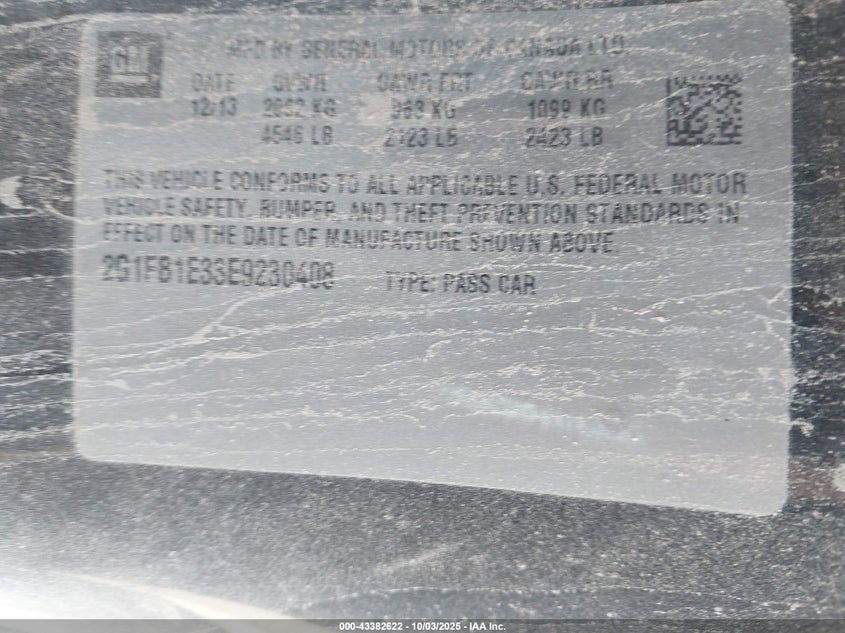 GM
MFD BY GENERAL MOTORS OF CANADA LTD
DATE GVWR GAWR FRT GAWR RR
12/13 2062 KG 963 KG 1099 KG
4546 LB 2123 LB 2423 LB
THIS VEHICLE CONFORMS TO ALL APPLICABLE U.S. FEDERAL MOTOR
VEHICLE SAFETY, BUMPER, AND THEFT PREVENTION STANDARDS IN
EFFECT ON THE DATE OF MANUFACTURE SHOWN ABOVE.
2G1FB1E33E9230408 TYPE: PASS CAR
000-43382622 - 10/03/2025 - IAA Inc.